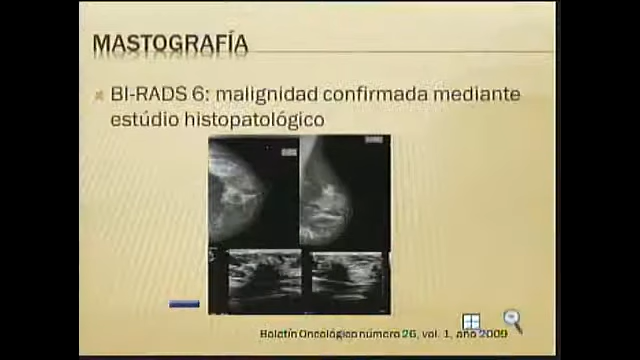 MASTOGRAFÍA
BI-RADS 6: malignidad confirmada mediante
estúdio histopatológico
Boletín Oncológico número 26, vol. 1, año 2009